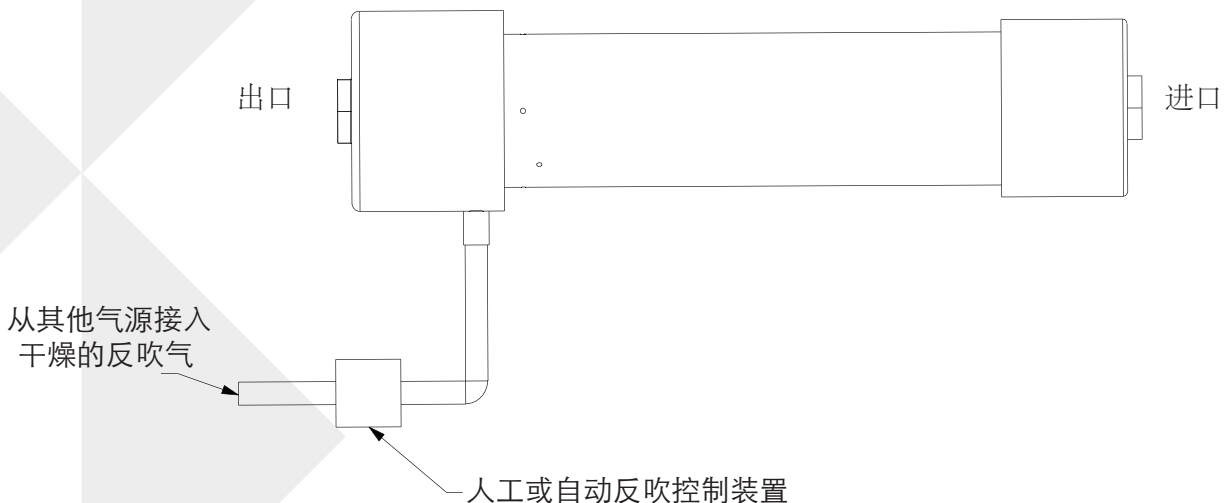 出口
进口
从其他气源接入
干燥的反吹气
人工或自动反吹控制装置